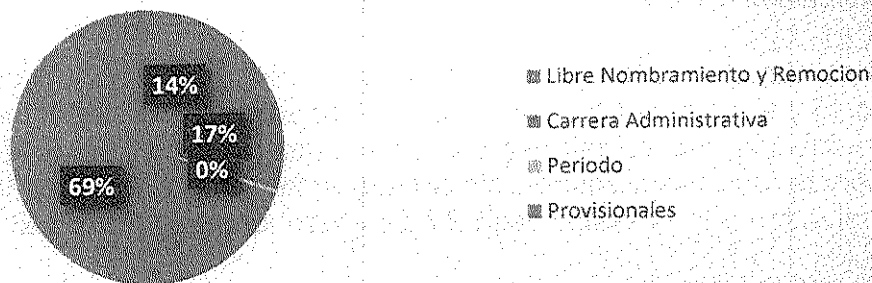 14%
17%
0%
69%
Libre Nombramiento y Remocion
Carrera Administrativa
Periodo
Provisionales